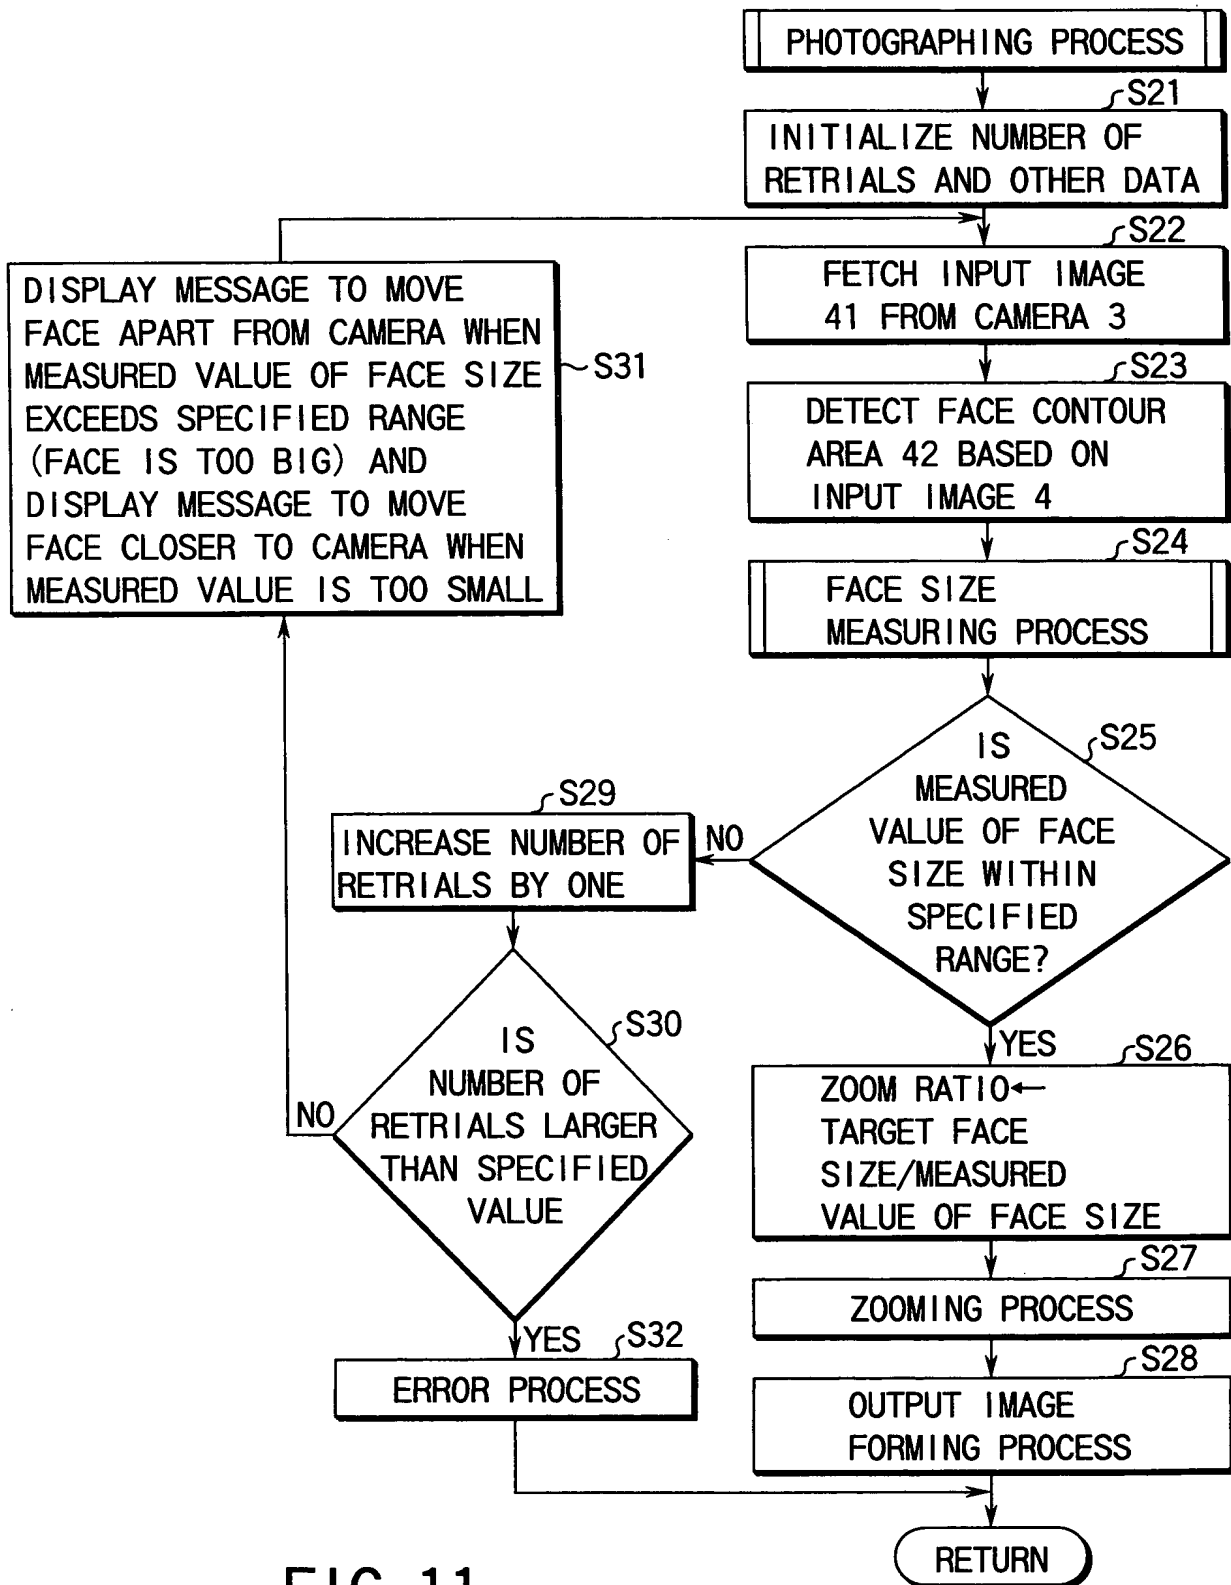 PHOTOGRAPHING PROCESS
S21
INITIALIZE NUMBER OF
RETRIALS AND OTHER DATA
S22
FETCH INPUT IMAGE
41 FROM CAMERA 3
S23
DETECT FACE CONTOUR
AREA 42 BASED ON
INPUT IMAGE 4
S24
FACE SIZE
MEASURING PROCESS
S25
IS
MEASURED
VALUE OF FACE
SIZE WITHIN
SPECIFIED
RANGE?
NO
YES
S26
ZOOM RATIO←
TARGET FACE
SIZE/MEASURED
VALUE OF FACE SIZE
S27
ZOOMING PROCESS
S28
OUTPUT IMAGE
FORMING PROCESS
RETURN
S29
INCREASE NUMBER OF
RETRIALS BY ONE
S30
IS
NUMBER OF
RETRIALS LARGER
THAN SPECIFIED
VALUE
NO
YES
S31
DISPLAY MESSAGE TO MOVE
FACE APART FROM CAMERA WHEN
MEASURED VALUE OF FACE SIZE
EXCEEDS SPECIFIED RANGE
(FACE IS TOO BIG) AND
DISPLAY MESSAGE TO MOVE
FACE CLOSER TO CAMERA WHEN
MEASURED VALUE IS TOO SMALL
S32
ERROR PROCESS
FIG. 11